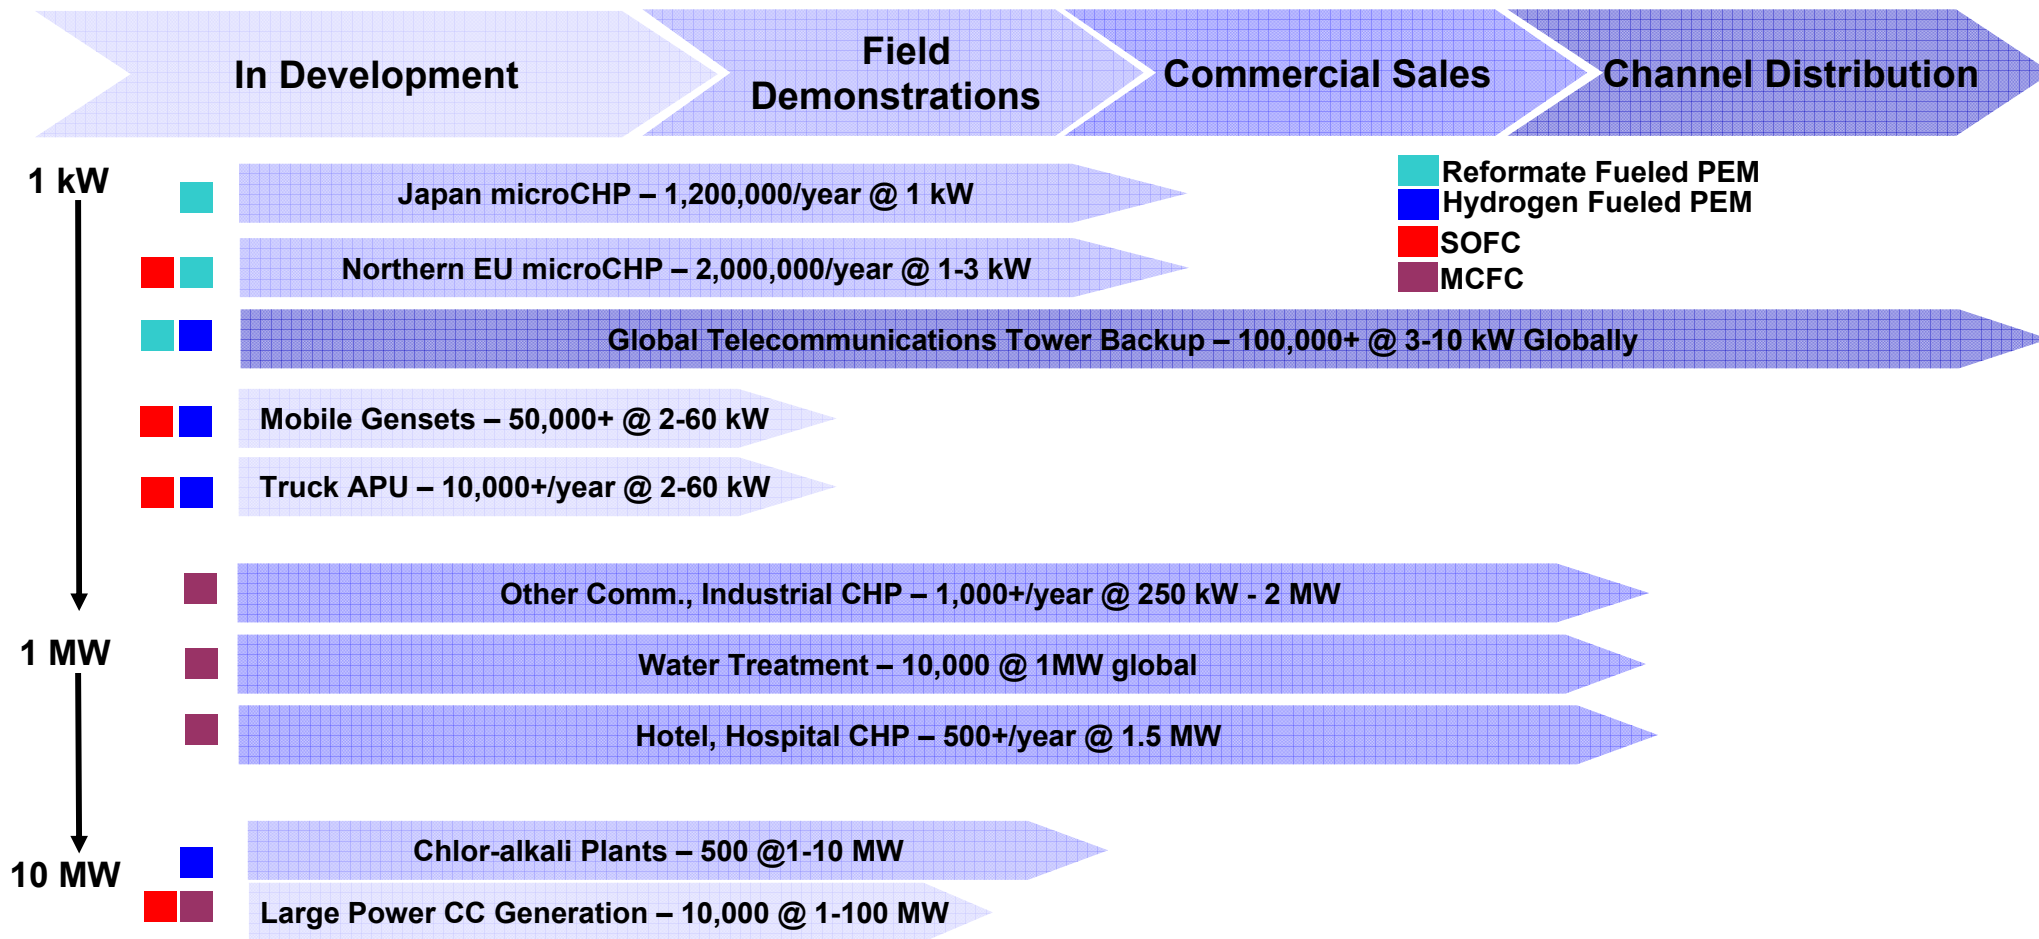 In Development
Field
Demonstrations
Commercial Sales
Channel Distribution
1 kW
Japan microCHP – 1,200,000/year @ 1 kW
Reformate Fueled PEM
Hydrogen Fueled PEM
SOFC
MCFC
Northern EU microCHP – 2,000,000/year @ 1-3 kW
Global Telecommunications Tower Backup – 100,000+ @ 3-10 kW Globally
Mobile Gensets – 50,000+ @ 2-60 kW
Truck APU – 10,000+/year @ 2-60 kW
Other Comm., Industrial CHP – 1,000+/year @ 250 kW - 2 MW
1 MW
Water Treatment – 10,000 @ 1MW global
Hotel, Hospital CHP – 500+/year @ 1.5 MW
Chlor-alkali Plants – 500 @1-10 MW
10 MW
Large Power CC Generation – 10,000 @ 1-100 MW